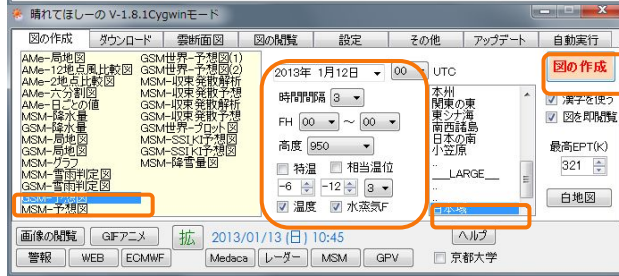 晴れてほしーの V-1.8.1Cygwinモード
図の作成 ダウンロード 雲断面図 図の閲覧 設定 その他 アップデート 自動実行
AMe-局地図 GSM世界-予想図(1)
AMe-12地点風比較図 GSM世界-予想図(2)
AMe-2地点比較図 MSM-収束発散解析
AMe-六分割図 MSM-収束発散予想
AMe-日ごとの値 GSM-収束発散解析
MSM-降水量 GSM-収束発散予想
GSM-降水量 GSM世界-プロット図
MSM-局地図 MSM-SSI,KI予想図
GSM-局地図 GSM-SSI,KI予想図
MSM-グラフ MSM-降雪量図
MSM-雪雨判定図
GSM-雪雨判定図
GSM-予想図
MSM-予想図
2013年 1月12日 00 UTC
時間間隔 3
FH 00 ～ 00
高度 950
特温 相当温位
-6 -12 3
温度 水蒸気F
本州
関東の東
東シナ海
南西諸島
日本の南
小笠原
..
__LARGE__
..
図の作成
漢字を使う
図を即閲覧
最高EPT(K)
321
白地図
画像の閲覧 GIFアニメ 拡 2013/01/13 (日) 10:45 ヘルプ
警報 WEB ECMWF Medaca レーダー MSM GPV 京都大学